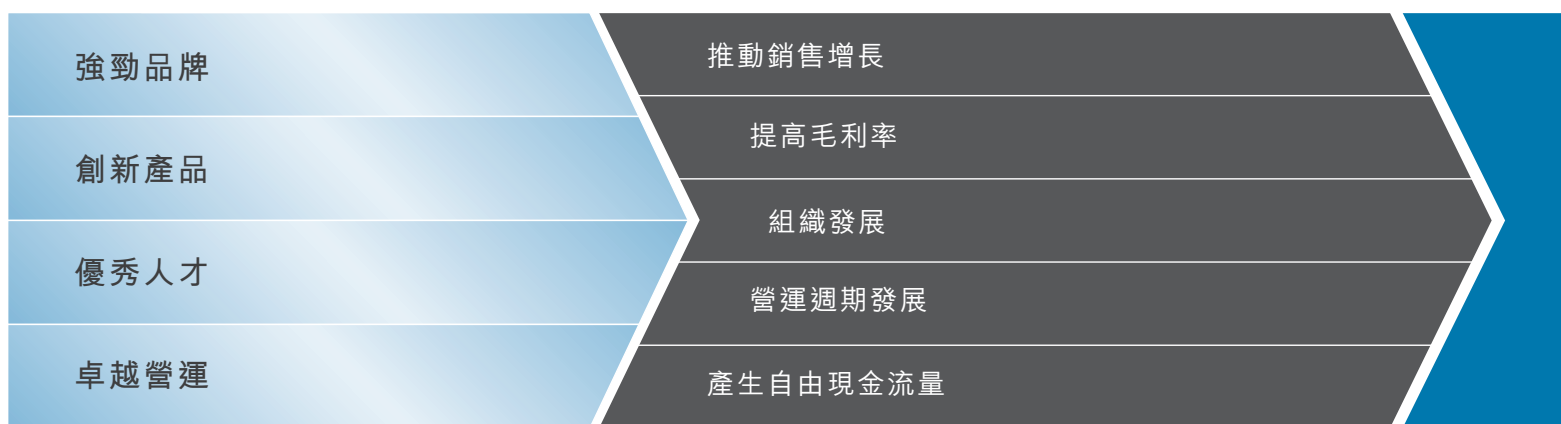 強勁品牌
創新產品
優秀人才
卓越營運
推動銷售增長
提高毛利率
組織發展
營運週期發展
產生自由現金流量